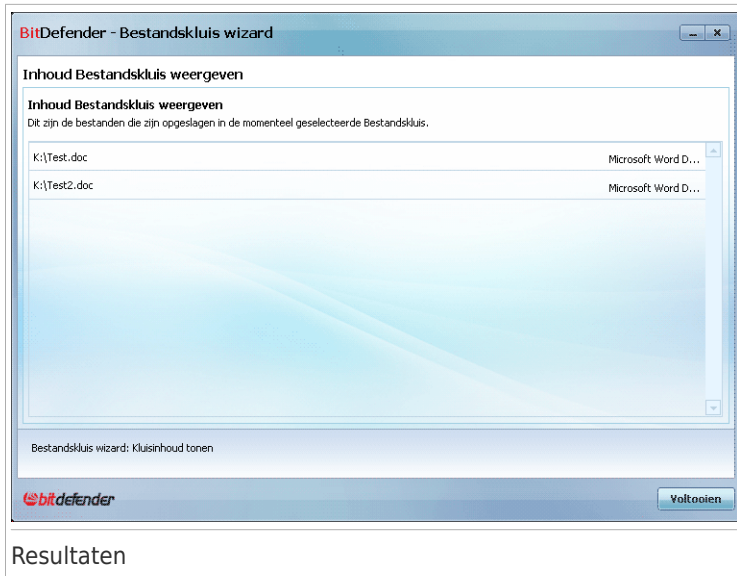 BitDefender - Bestandskluis wizard
Inhoud Bestandskluis weergeven
Inhoud Bestandskluis weergeven
Dit zijn de bestanden die zijn opgeslagen in de momenteel geselecteerde Bestandskluis.
K:\Test.doc Microsoft Word D...
K:\Test2.doc Microsoft Word D...
Bestandskluis wizard: Kluisinhoud tonen
bitdefender Voltooien
Resultaten